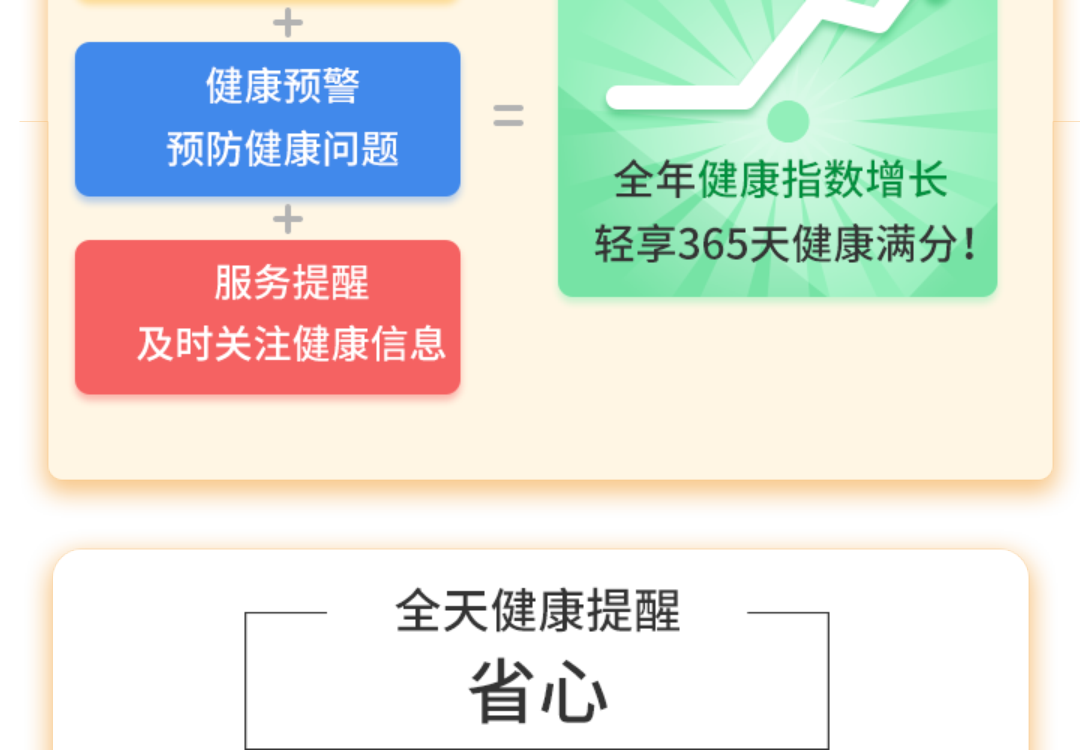 +
健康预警
预防健康问题
+
服务提醒
及时关注健康信息
=
全年健康指数增长
轻享365天健康满分！
全天健康提醒
省心